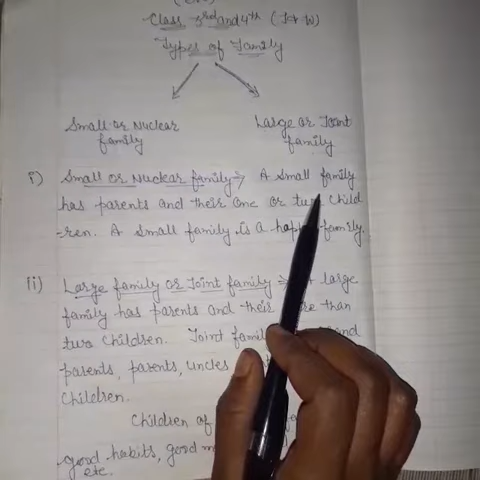 Class 3rd and 4th (I+W)
Types of Family
Small or Nuclear family
Large or Joint family
i) Small or Nuclear family ⇒ A small family
has parents and their one or two child
-ren. A small family is a happy family.
ii) Large family or Joint family ⇒ large
family has parents and their than
two children. Joint
parents, parents, uncles
children.
Children of
good habits, good
etc.